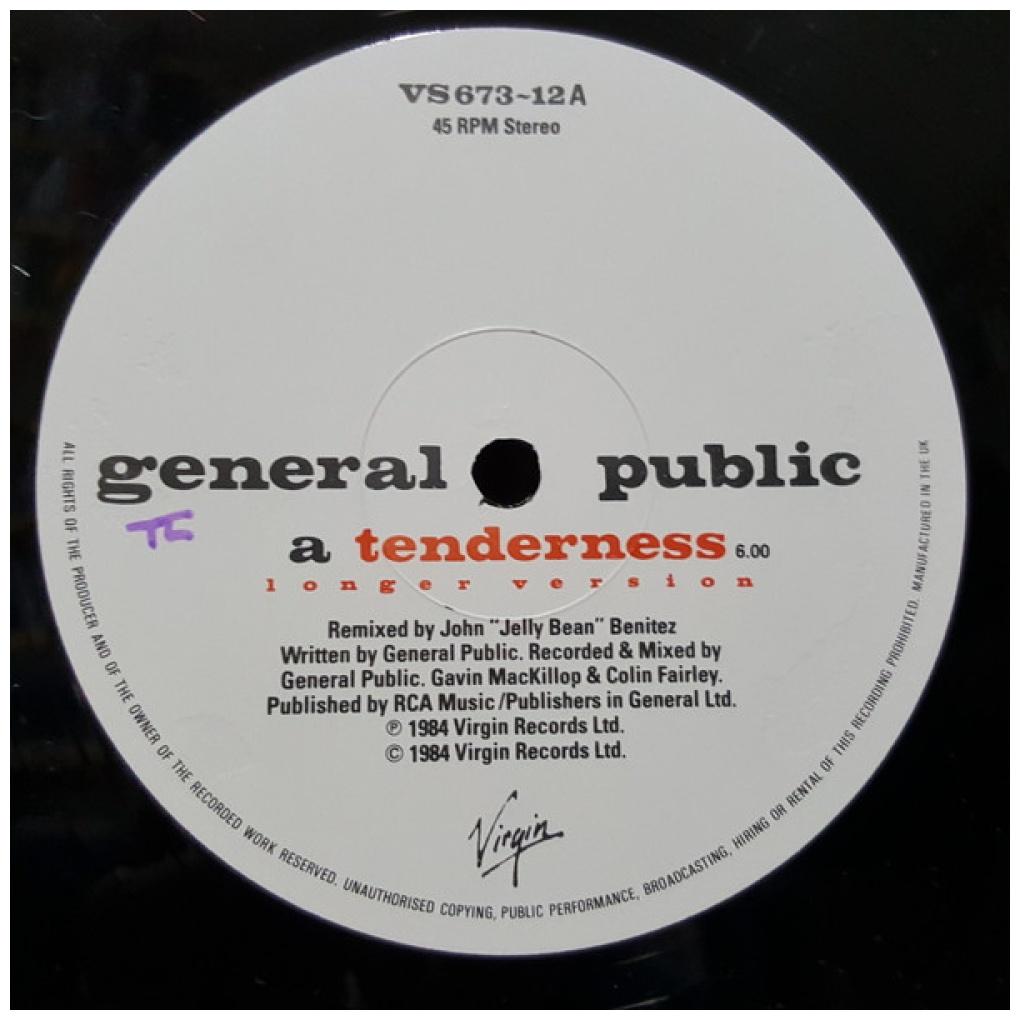 VS673~12A
45 RPM Stereo
general public
TC
a tenderness 6.00
longer version
Remixed by John "Jelly Bean" Benitez
Written by General Public. Recorded & Mixed by
General Public. Gavin MacKillop & Colin Fairley.
Published by RCA Music/Publishers in General Ltd.
℗ 1984 Virgin Records Ltd.
© 1984 Virgin Records Ltd.
Virgin
ALL RIGHTS OF THE PRODUCER AND OF THE OWNER OF THE RECORDED WORK RESERVED. UNAUTHORISED COPYING, PUBLIC PERFORMANCE, BROADCASTING, HIRING OR RENTAL OF THIS RECORDING PROHIBITED. MANUFACTURED IN THE UK